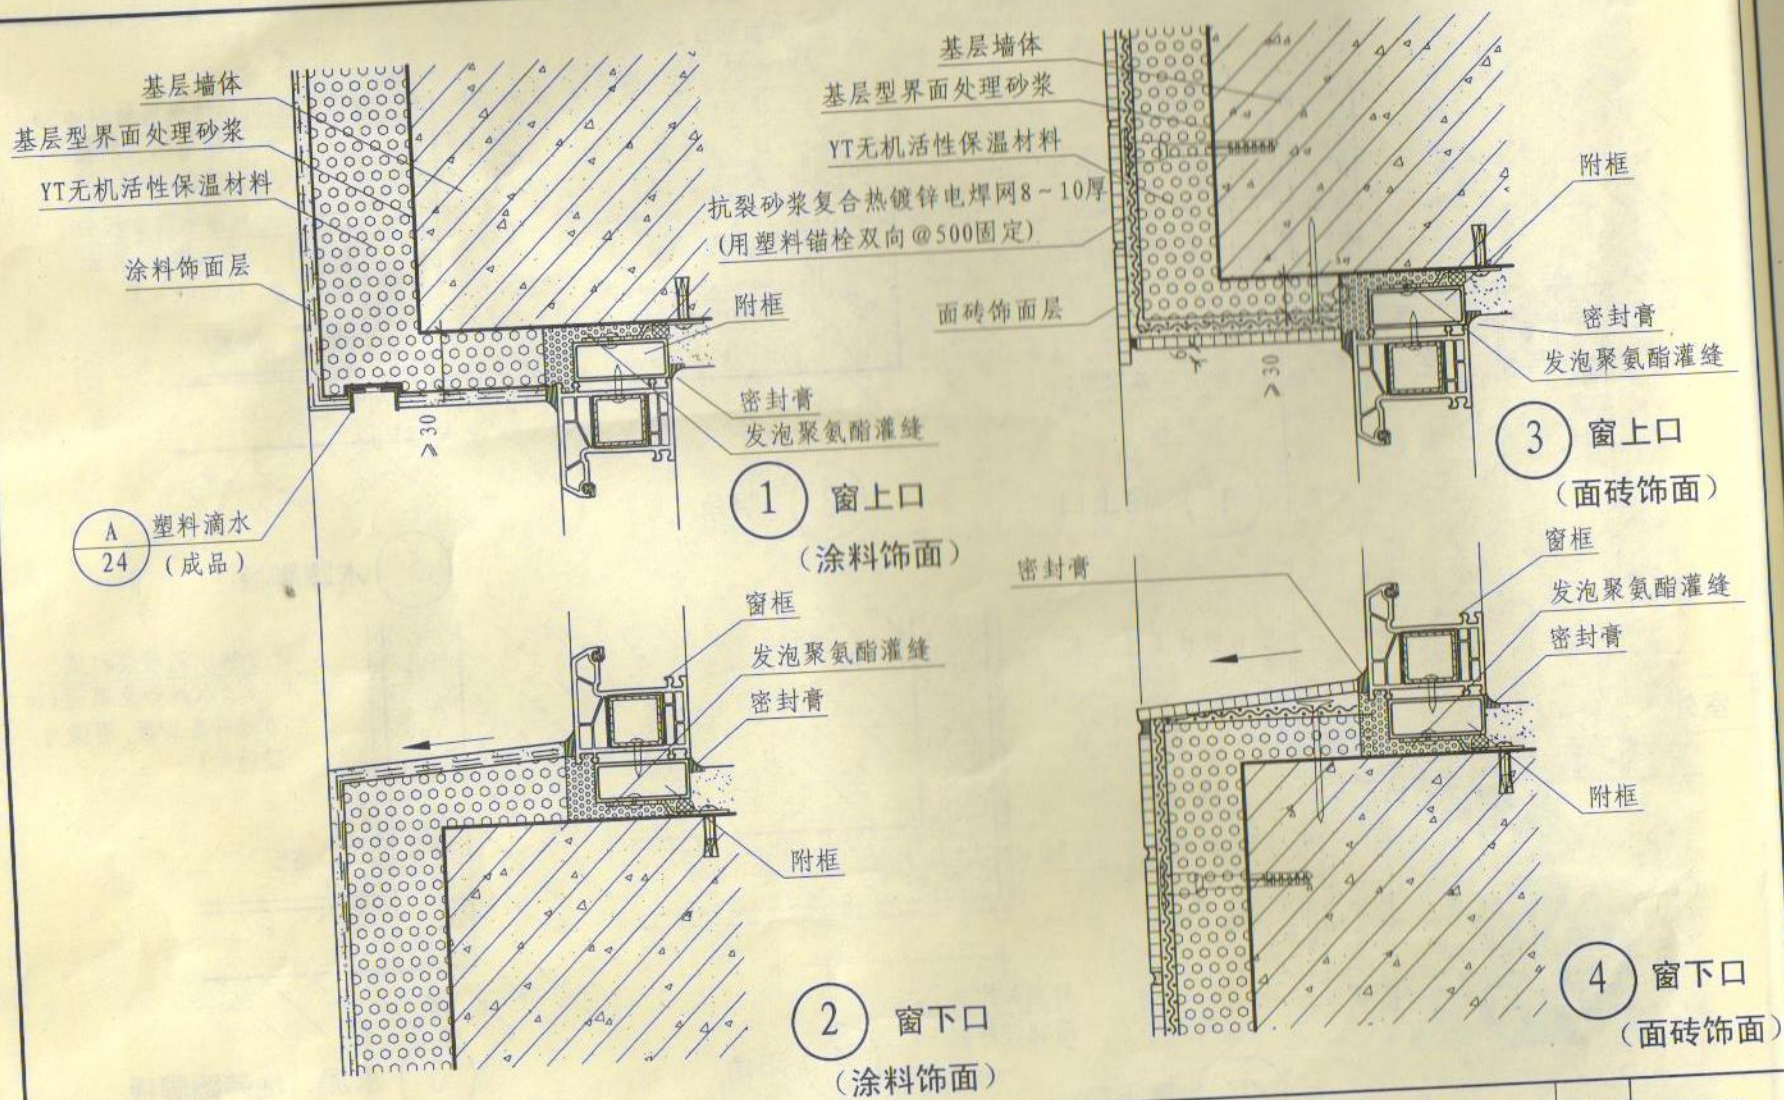 基层墙体
基层型界面处理砂浆
YT无机活性保温材料
涂料饰面层
附框
密封膏
发泡聚氨酯灌缝
≥30
A
24
塑料滴水
(成品)
1 窗上口
(涂料饰面)
基层墙体
基层型界面处理砂浆
YT无机活性保温材料
抗裂砂浆复合热镀锌电焊网8~10厚
(用塑料锚栓双向@500固定)
面砖饰面层
附框
密封膏
发泡聚氨酯灌缝
≥30
3 窗上口
(面砖饰面)
窗框
发泡聚氨酯灌缝
密封膏
附框
2 窗下口
(涂料饰面)
密封膏
窗框
发泡聚氨酯灌缝
密封膏
附框
4 窗下口
(面砖饰面)